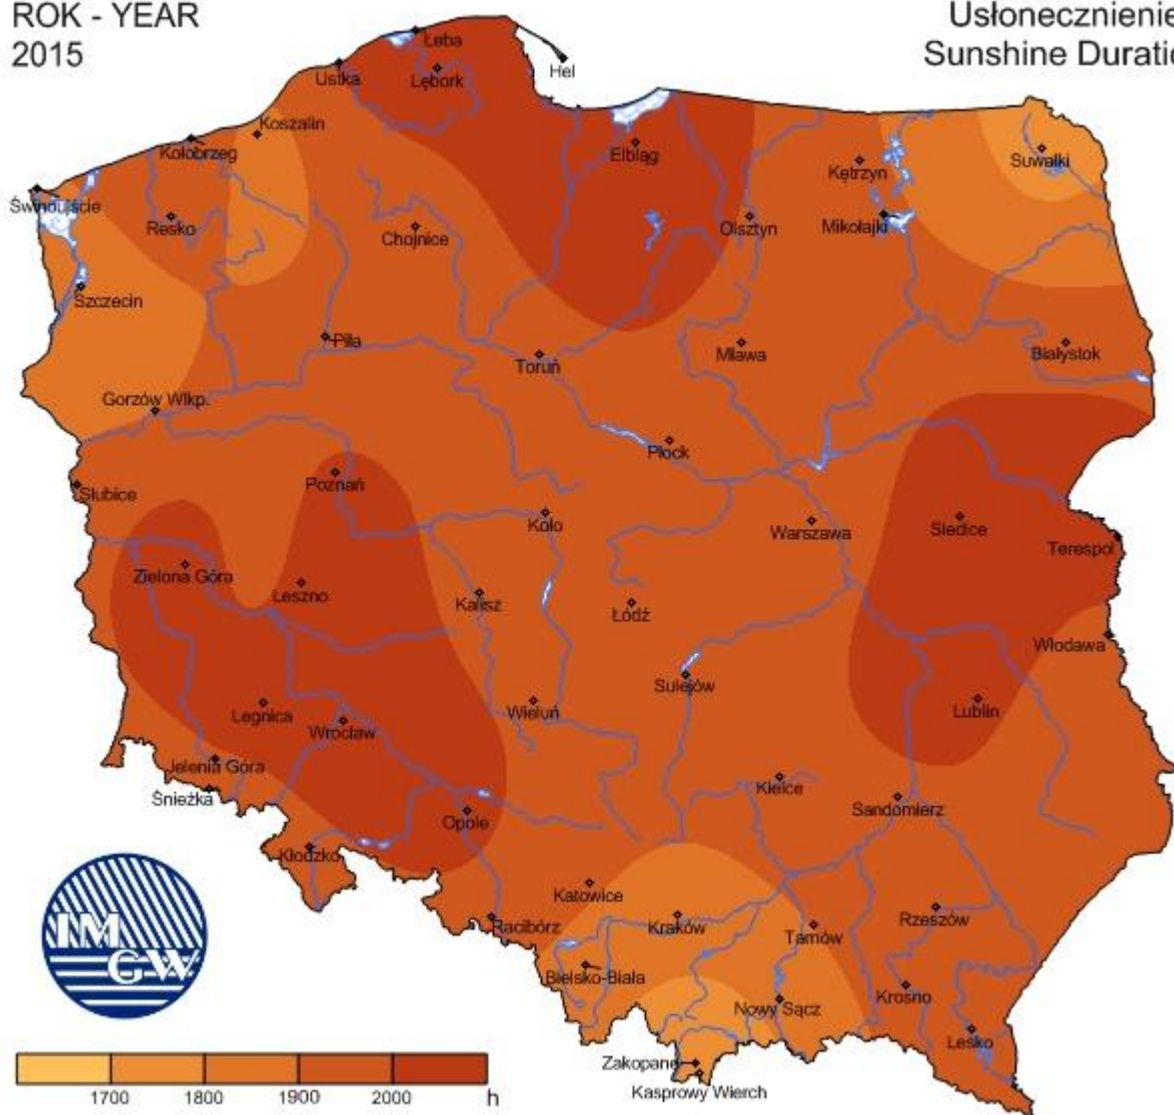 ROK - YEAR
2015
Usłonecznienie
Sunshine Duratio
Łeba
Hel
Ustka
Lębork
Koszalin
Kołobrzeg
Elbląg
Suwałki
Kętrzyn
Świnoujście
Resko
Chojnice
Olsztyn
Mikołajki
Szczecin
Piła
Toruń
Mława
Białystok
Gorzów Wlkp.
Płock
Słubice
Poznań
Koło
Warszawa
Siedlce
Terespol
Zielona Góra
Leszno
Kalisz
Łódź
Włodawa
Sulejów
Legnica
Wrocław
Wieluń
Lublin
Jelenia Góra
Śnieżka
Kielce
Sandomierz
Opole
Kłodzko
Katowice
Racibórz
Kraków
Tarnów
Rzeszów
IM
GW
Bielsko-Biała
Nowy Sącz
Krosno
Lesko
Zakopane
Kasprowy Wierch
1700 1800 1900 2000 h